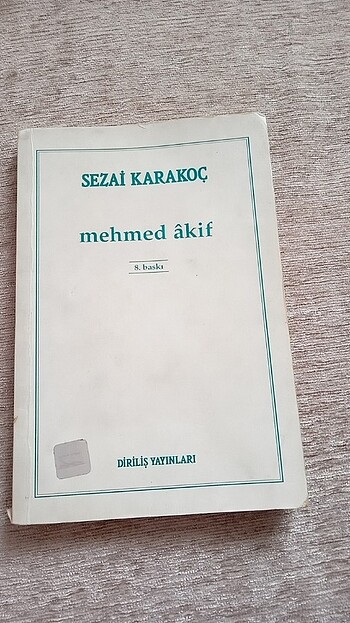 SEZAİ KARAKOÇ
mehmed âkif
8. baskı
DİRİLİŞ YAYINLARI